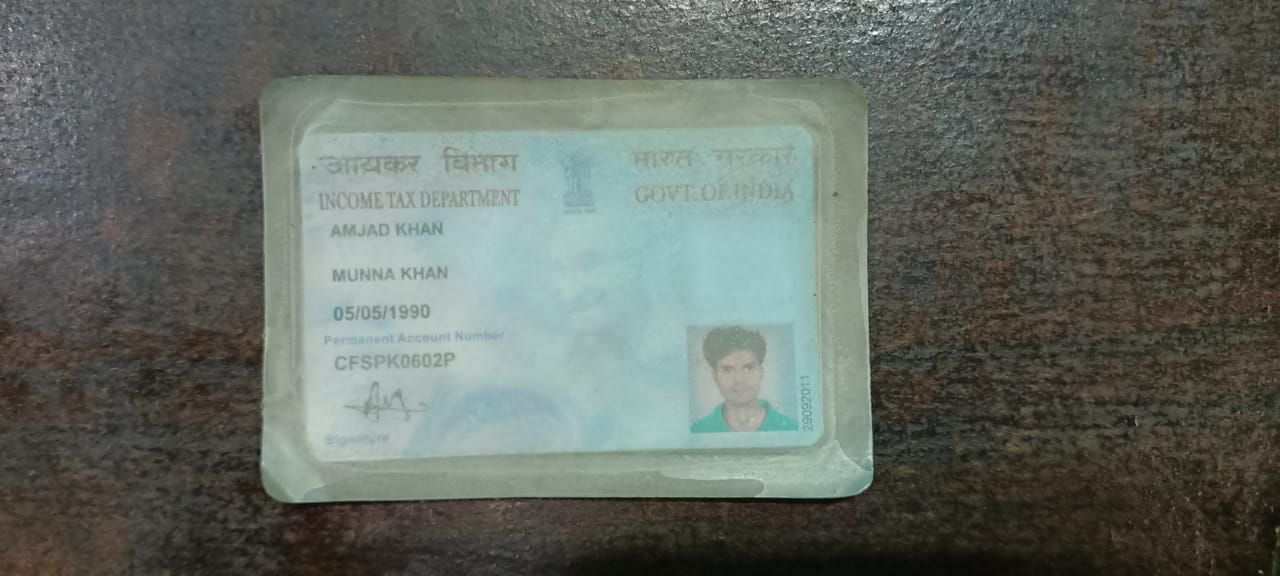 आयकर विभाग
INCOME TAX DEPARTMENT
भारत सरकार
GOVT. OF INDIA
AMJAD KHAN
MUNNA KHAN
05/05/1990
Permanent Account Number
CFSPK0602P
Signature
29092011